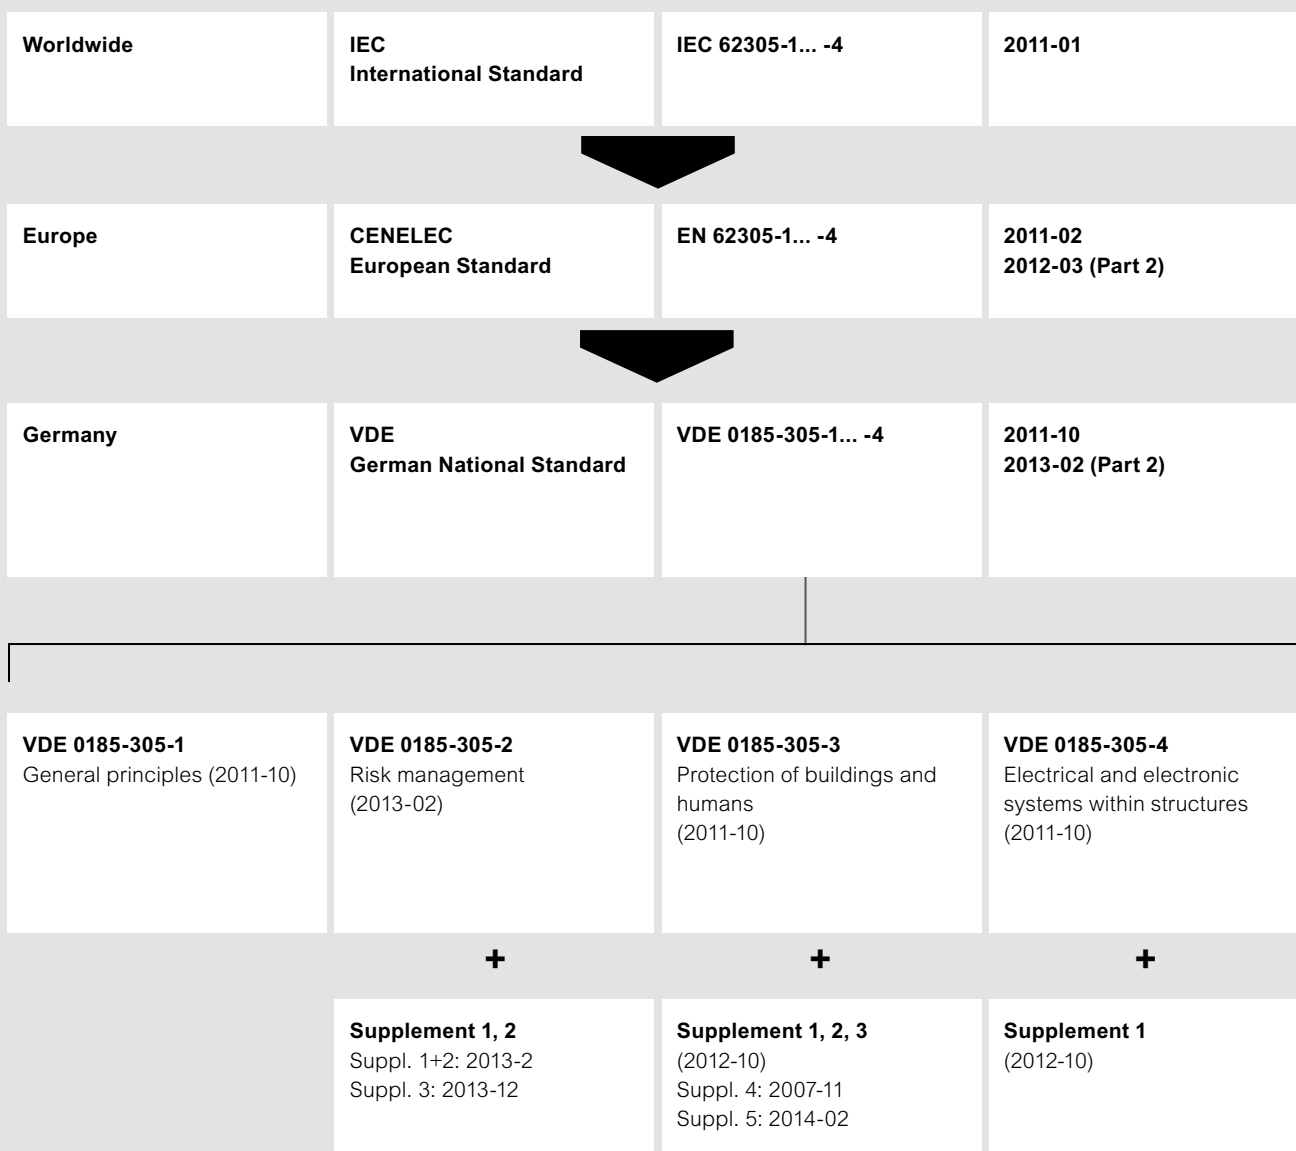 Worldwide
IEC
International Standard
IEC 62305-1... -4
2011-01
Europe
CENELEC
European Standard
EN 62305-1... -4
2011-02
2012-03 (Part 2)
Germany
VDE
German National Standard
VDE 0185-305-1... -4
2011-10
2013-02 (Part 2)
VDE 0185-305-1
General principles (2011-10)
VDE 0185-305-2
Risk management
(2013-02)
VDE 0185-305-3
Protection of buildings and
humans
(2011-10)
VDE 0185-305-4
Electrical and electronic
systems within structures
(2011-10)
+
+
+
Supplement 1, 2
Suppl. 1+2: 2013-2
Suppl. 3: 2013-12
Supplement 1, 2, 3
(2012-10)
Suppl. 4: 2007-11
Suppl. 5: 2014-02
Supplement 1
(2012-10)